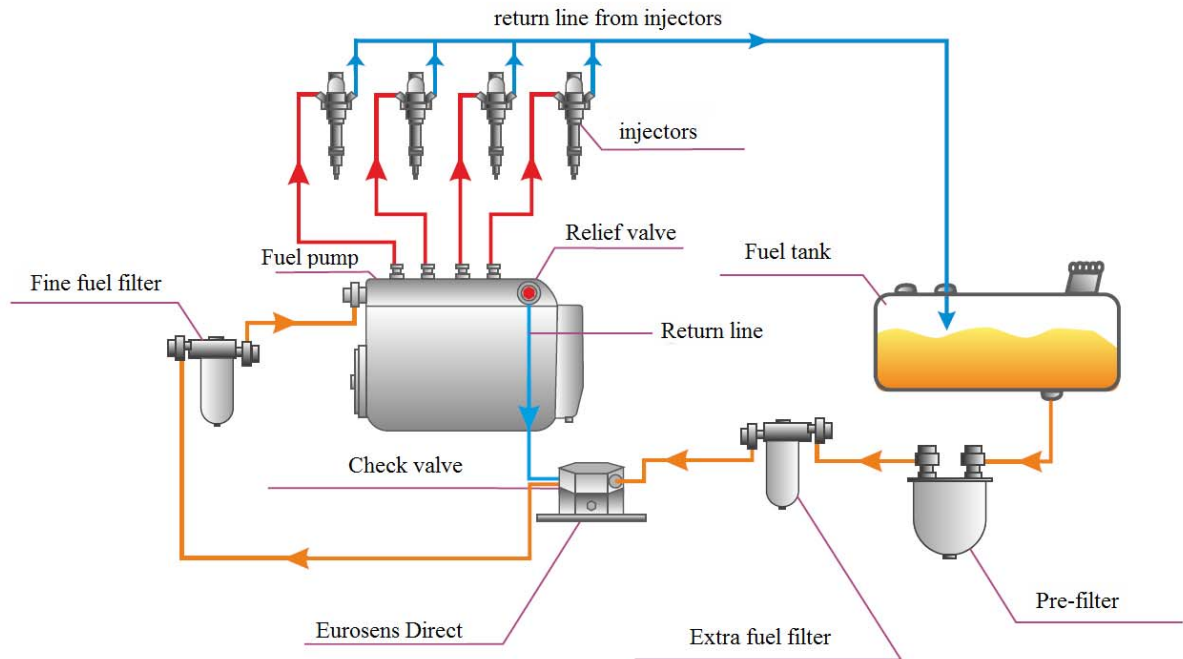 return line from injectors
injectors
Relief valve
Fuel pump
Fuel tank
Fine fuel filter
Return line
Check valve
Pre-filter
Eurosens Direct
Extra fuel filter